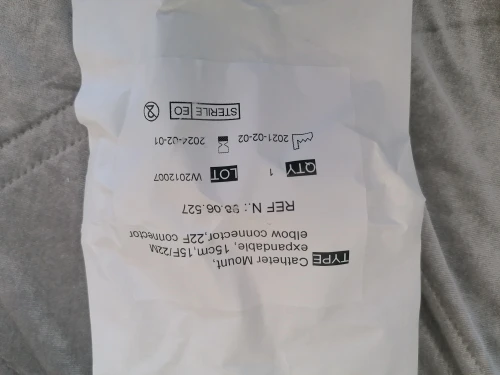 TYPE Catheter Mount,
expandable, 15cm,15F/22M
elbow connector,22F connector
REF N.: 98.06.527
QTY 1 LOT W2012007
2021-02-02 2024-02-01
STERILE EO 2